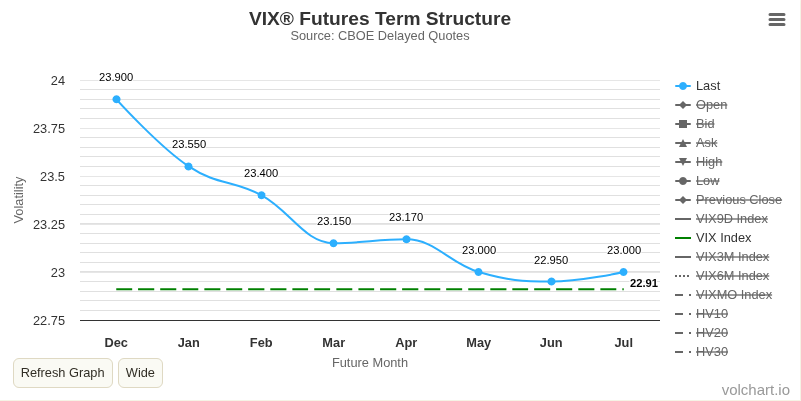 VIX® Futures Term Structure
Source: CBOE Delayed Quotes
Volatility
24
23.75
23.5
23.25
23
22.75
23.900
23.550
23.400
23.150
23.170
23.000
22.950
23.000
22.91
Dec Jan Feb Mar Apr May Jun Jul
Future Month
Last
Open
Bid
Ask
High
Low
Previous Close
VIX9D Index
VIX Index
VIX3M Index
VIX6M Index
VIXMO Index
HV10
HV20
HV30
Refresh Graph Wide
volchart.io